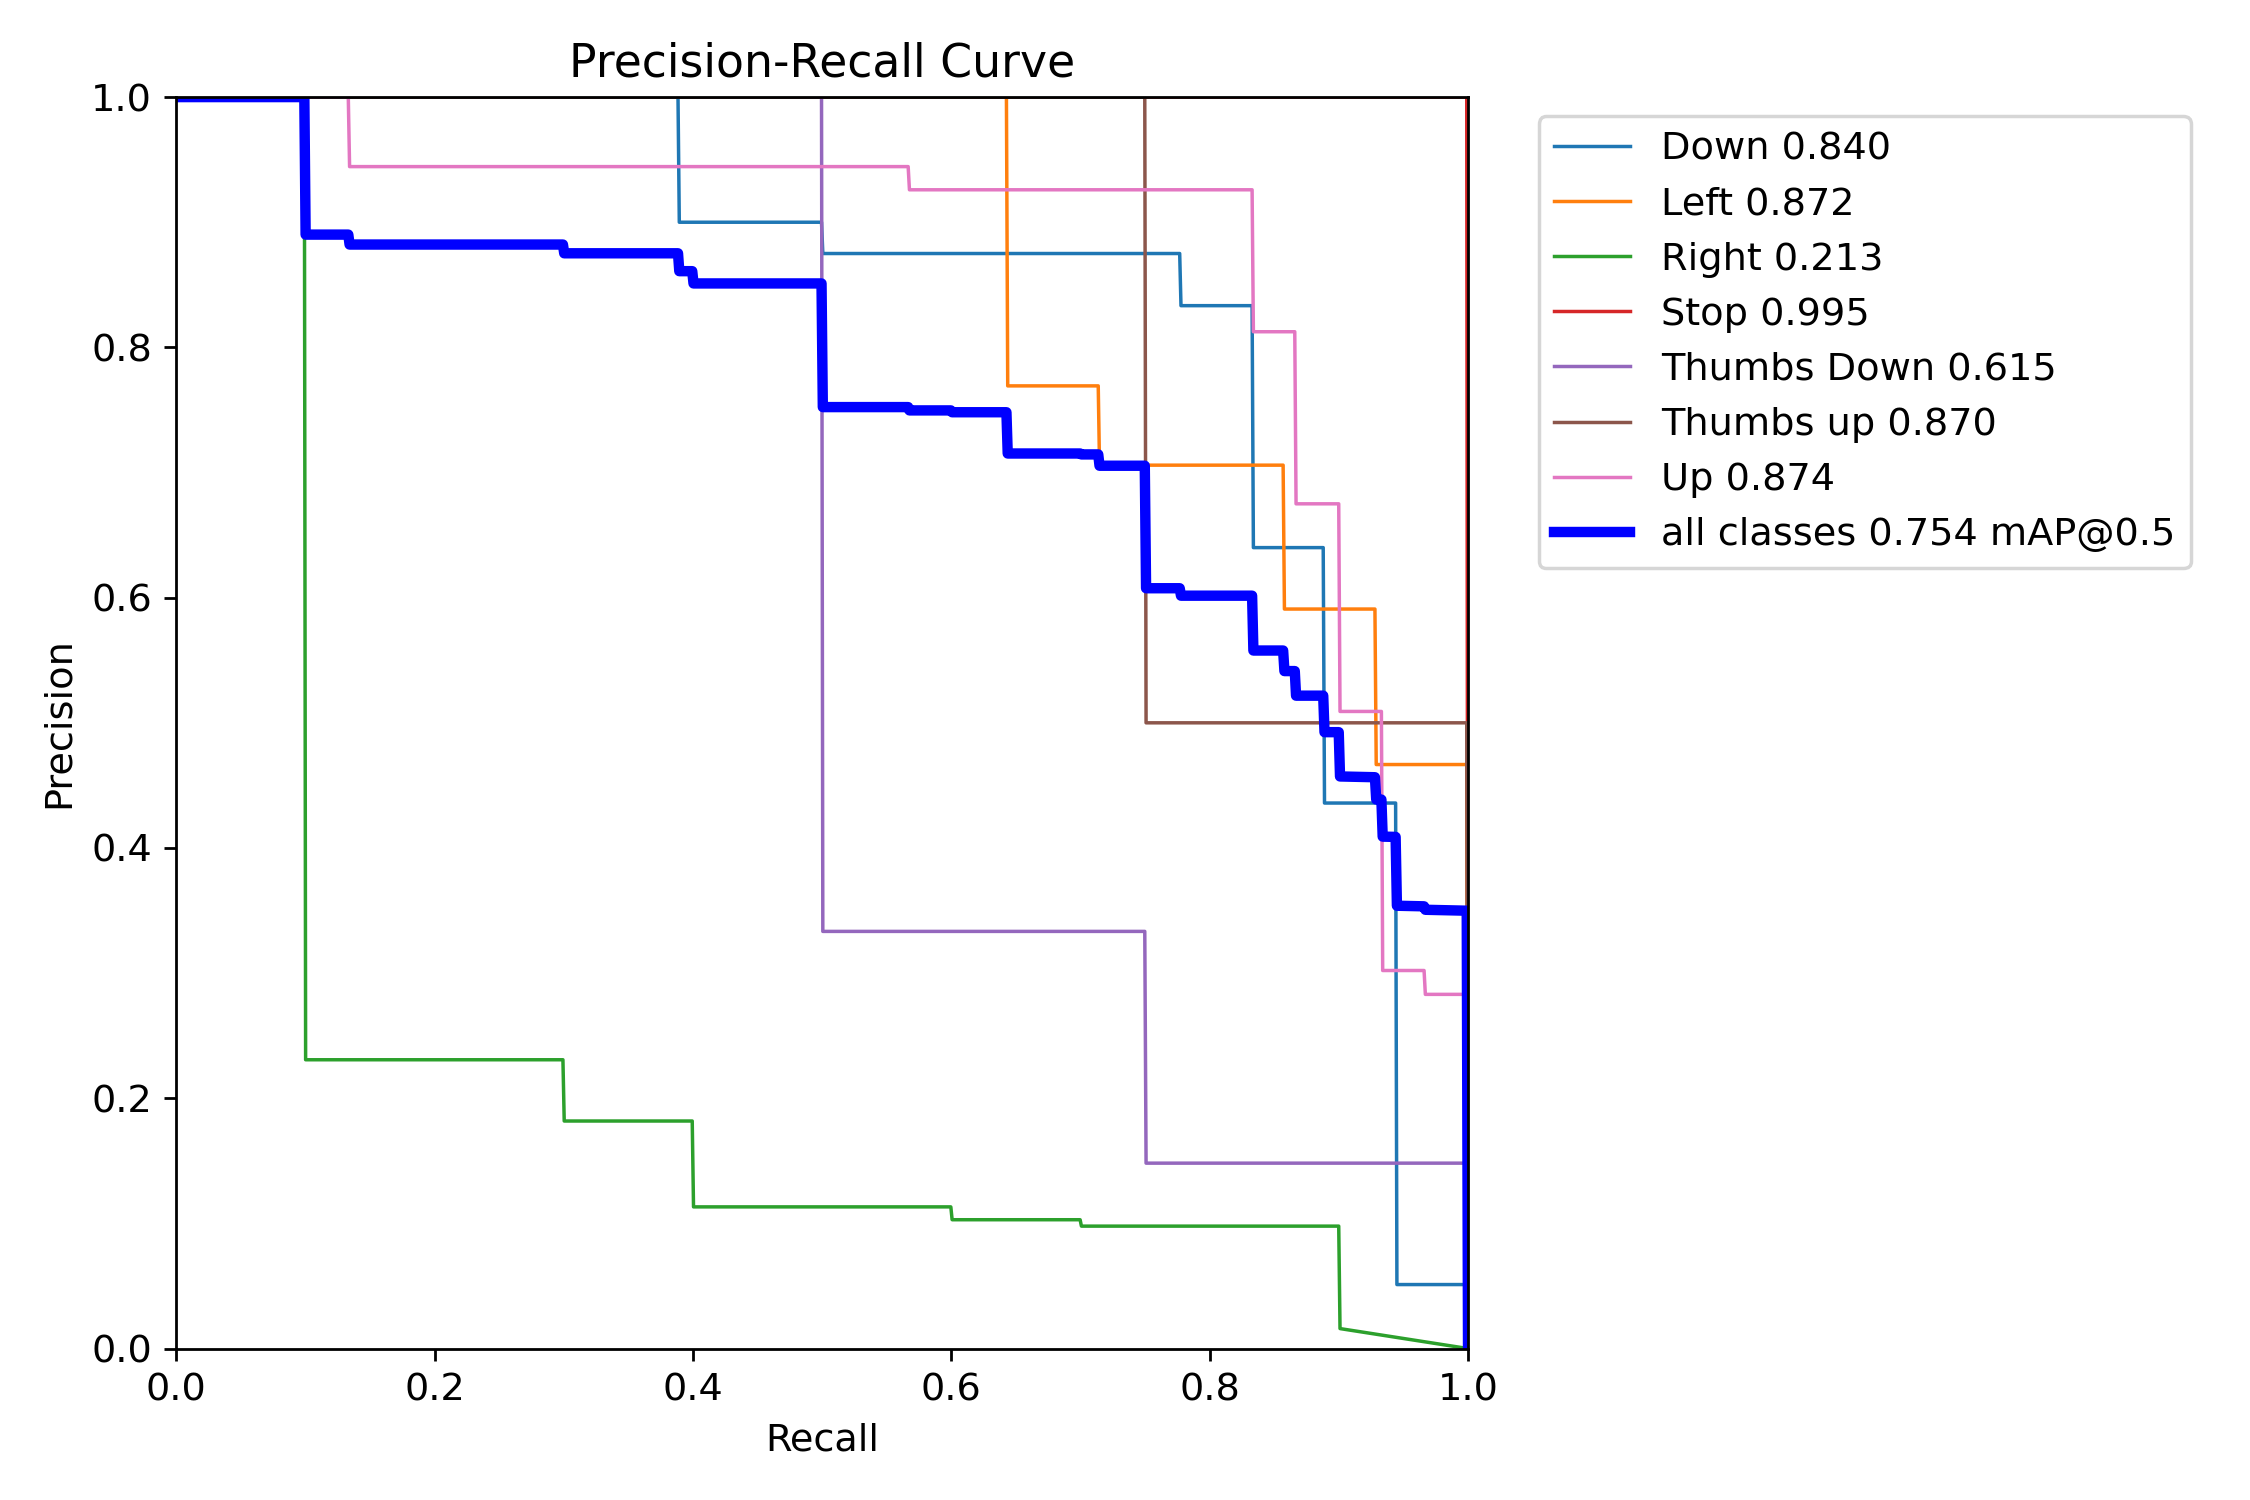 Precision-Recall Curve
1.0
0.8
0.6
0.4
0.2
0.0
Precision
0.0 0.2 0.4 0.6 0.8 1.0
Recall
Down 0.840
Left 0.872
Right 0.213
Stop 0.995
Thumbs Down 0.615
Thumbs up 0.870
Up 0.874
all classes 0.754 mAP@0.5